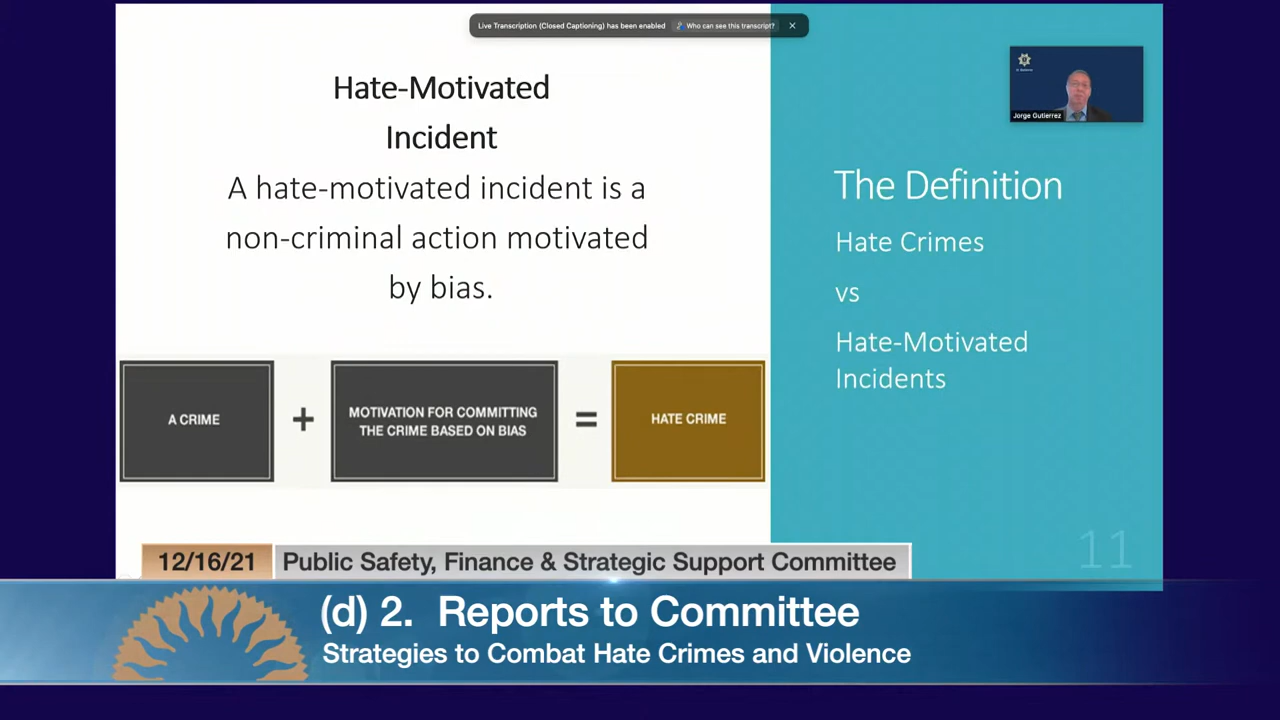 Live Transcription (Closed Captioning) has been enabled
Who can see this transcript?
Hate-Motivated
Incident
A hate-motivated incident is a
non-criminal action motivated
by bias.
A CRIME
+
MOTIVATION FOR COMMITTING
THE CRIME BASED ON BIAS
=
HATE CRIME
Jorge Gutierrez
The Definition
Hate Crimes
vs
Hate-Motivated
Incidents
11
12/16/21
Public Safety, Finance & Strategic Support Committee
(d) 2. Reports to Committee
Strategies to Combat Hate Crimes and Violence